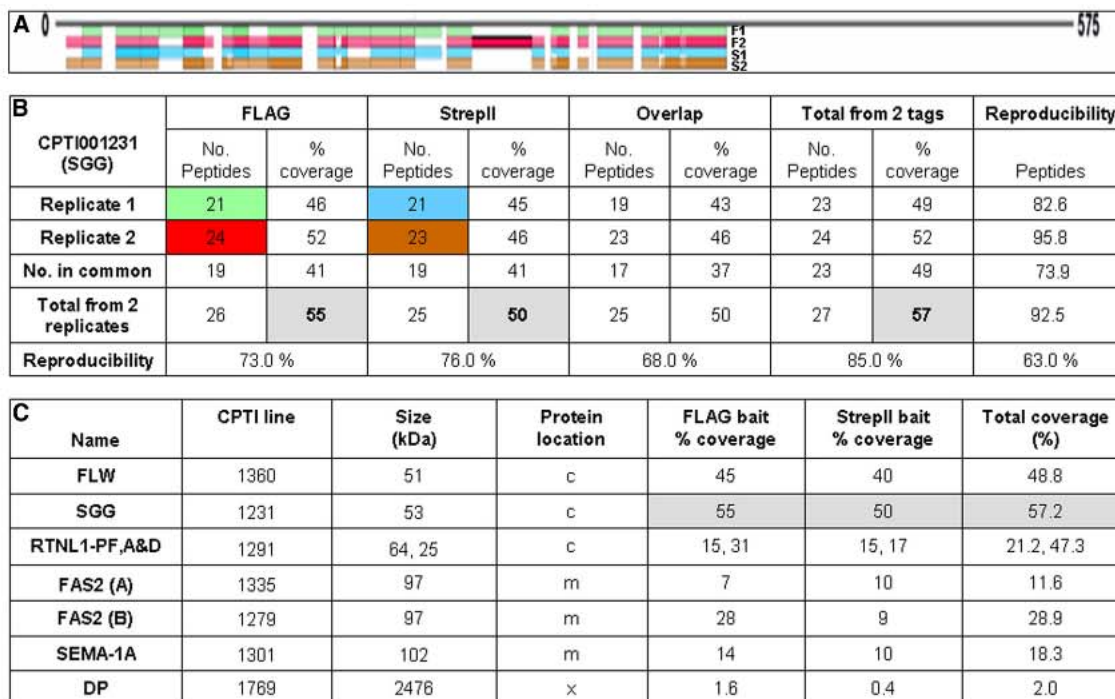 A 0 575
F1
F2
S1
S2
B
CPTI001231 (SGG) FLAG StrepII Overlap Total from 2 tags Reproducibility
No. Peptides % coverage No. Peptides % coverage No. Peptides % coverage No. Peptides % coverage Peptides
Replicate 1 21 46 21 45 19 43 23 49 82.6
Replicate 2 24 52 23 46 23 46 24 52 95.8
No. in common 19 41 19 41 17 37 23 49 73.9
Total from 2 replicates 26 55 25 50 25 50 27 57 92.5
Reproducibility 73.0 % 76.0 % 68.0 % 85.0 % 63.0 %
C
Name CPTI line Size (kDa) Protein location FLAG bait % coverage StrepII bait % coverage Total coverage (%)
FLW 1360 51 c 45 40 48.8
SGG 1231 53 c 55 50 57.2
RTNL1-PF,A&D 1291 64, 25 c 15, 31 15, 17 21.2, 47.3
FAS2 (A) 1335 97 m 7 10 11.6
FAS2 (B) 1279 97 m 28 9 28.9
SEMA-1A 1301 102 m 14 10 18.3
DP 1769 2476 x 1.6 0.4 2.0